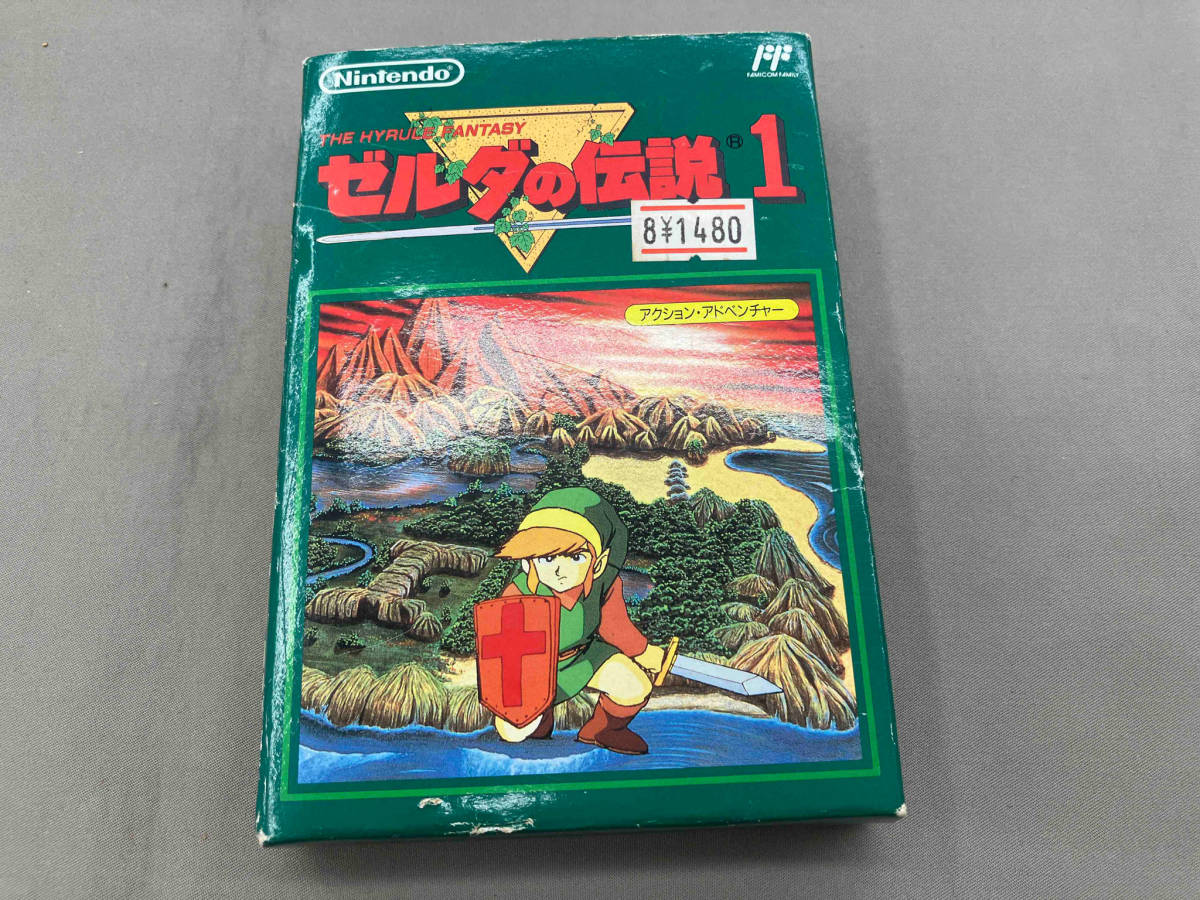 Nintendo®
FAMICOM FAMILY
THE HYRULE FANTASY
ゼルダの伝説®1
8¥1480
アクション・アドベンチャー